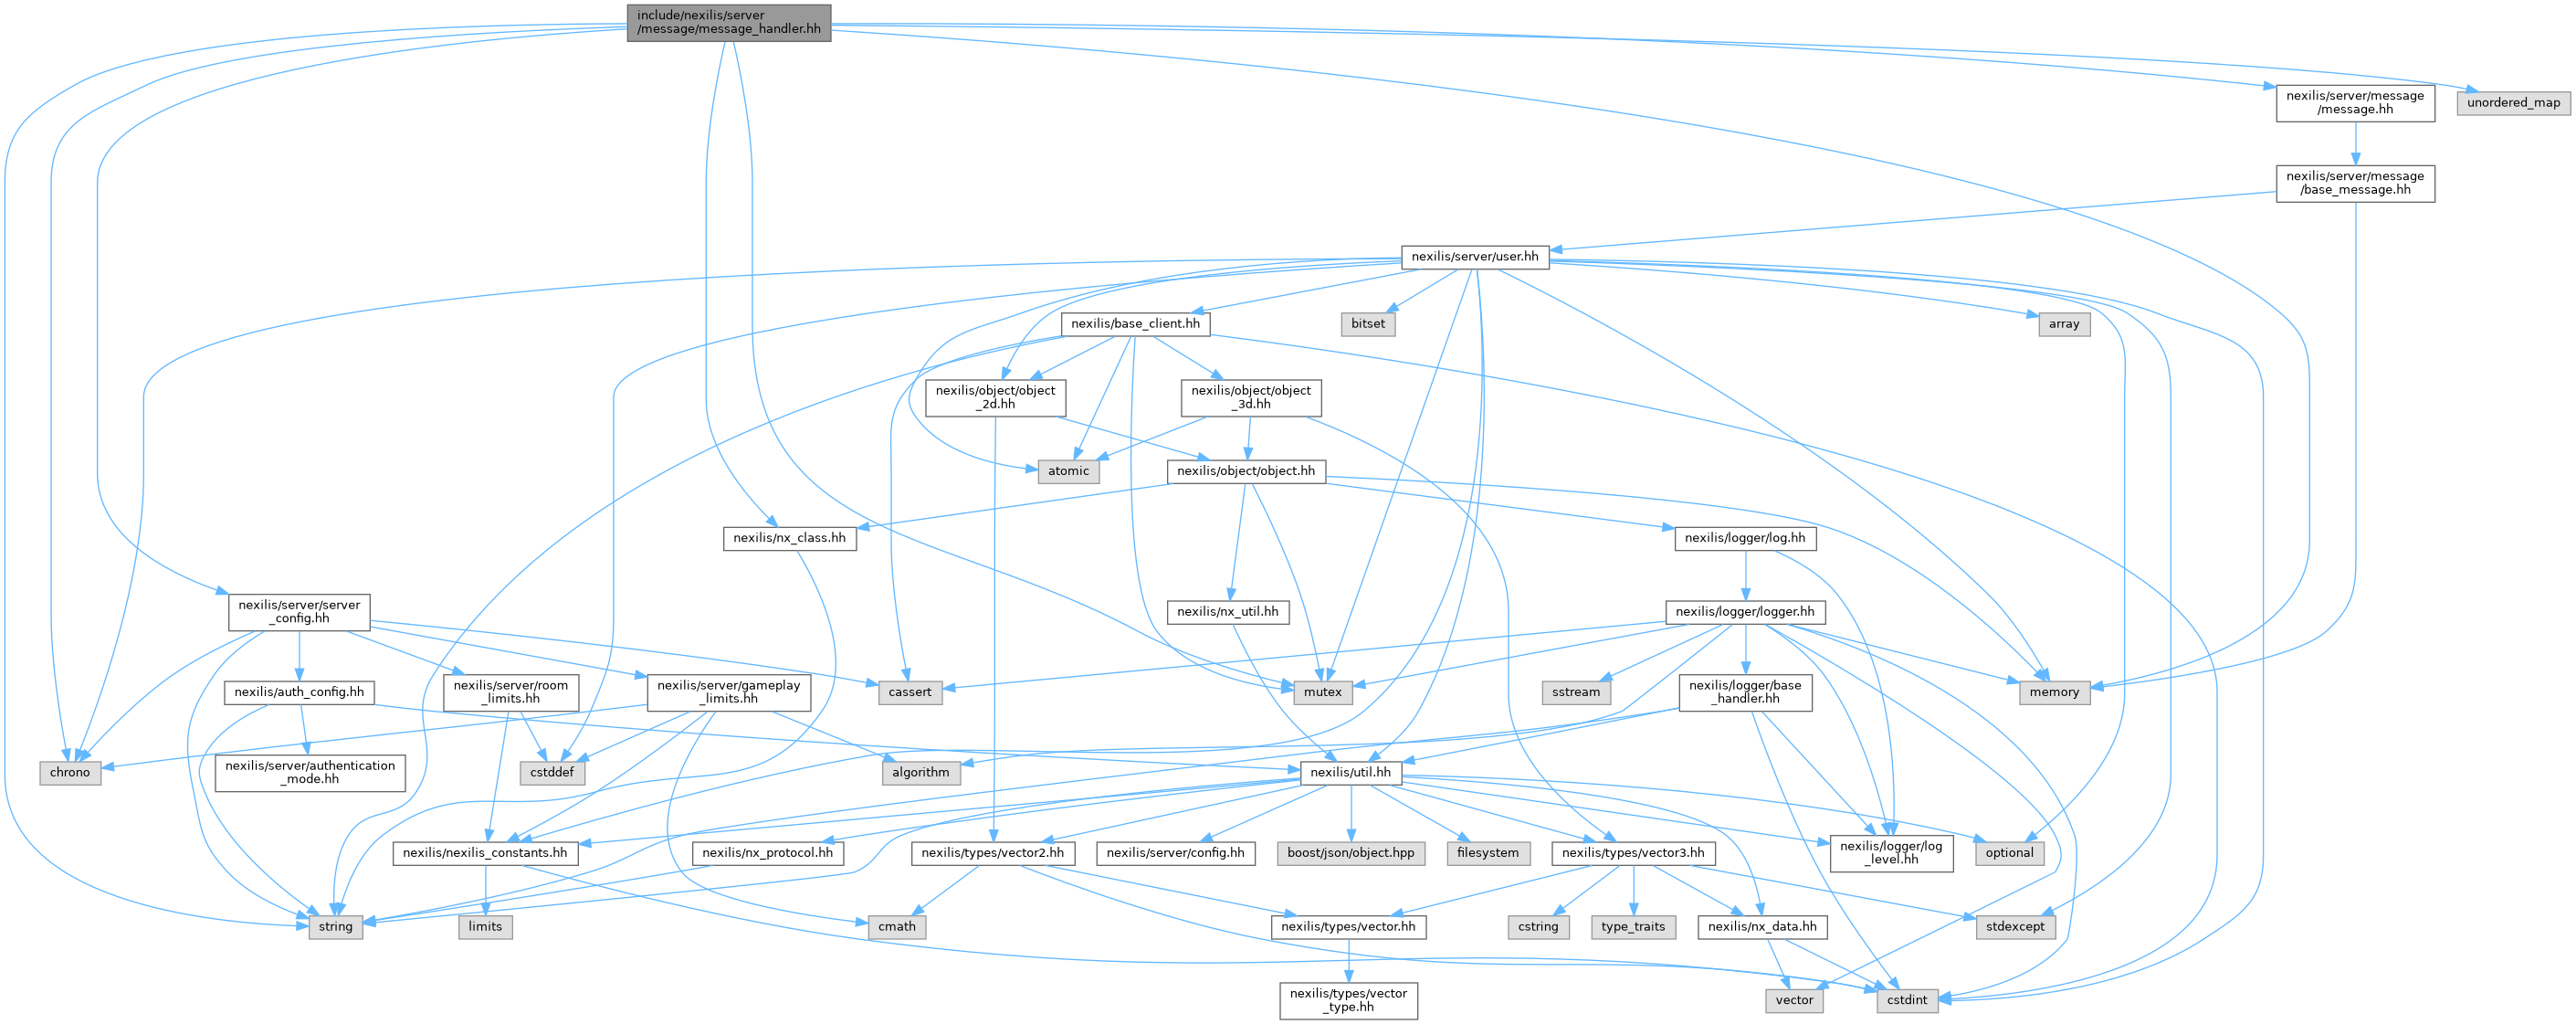 include/nexilis/server
/message/message_handler.hh
nexilis/server/message
/message.hh
unordered_map
nexilis/server/message
/base_message.hh
nexilis/server/user.hh
nexilis/base_client.hh
bitset
array
nexilis/object/object
_2d.hh
nexilis/object/object
_3d.hh
atomic
nexilis/object/object.hh
nexilis/nx_class.hh
nexilis/logger/log.hh
nexilis/server/server
_config.hh
nexilis/nx_util.hh
nexilis/logger/logger.hh
nexilis/auth_config.hh
nexilis/server/room
_limits.hh
nexilis/server/gameplay
_limits.hh
cassert
mutex
sstream
nexilis/logger/base
_handler.hh
memory
chrono
nexilis/server/authentication
_mode.hh
cstddef
algorithm
nexilis/util.hh
nexilis/nexilis_constants.hh
nexilis/nx_protocol.hh
nexilis/types/vector2.hh
nexilis/server/config.hh
boost/json/object.hpp
filesystem
nexilis/types/vector3.hh
nexilis/logger/log
_level.hh
optional
string
limits
cmath
nexilis/types/vector.hh
cstring
type_traits
nexilis/nx_data.hh
stdexcept
nexilis/types/vector
_type.hh
vector
cstdint